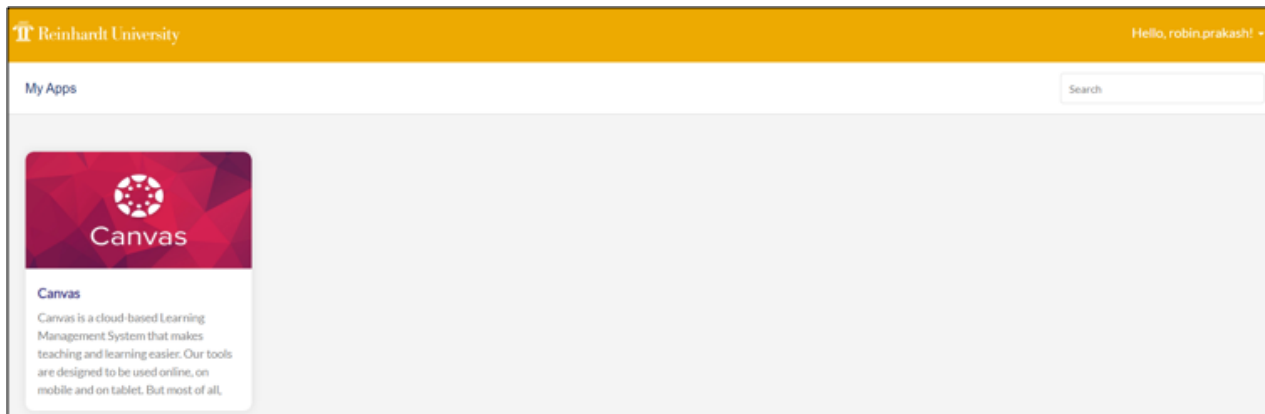 Reinhardt University
Hello, robin.prakash!
My Apps
Search
Canvas
Canvas
Canvas is a cloud-based Learning
Management System that makes
teaching and learning easier. Our tools
are designed to be used online, on
mobile and on tablet. But most of all,